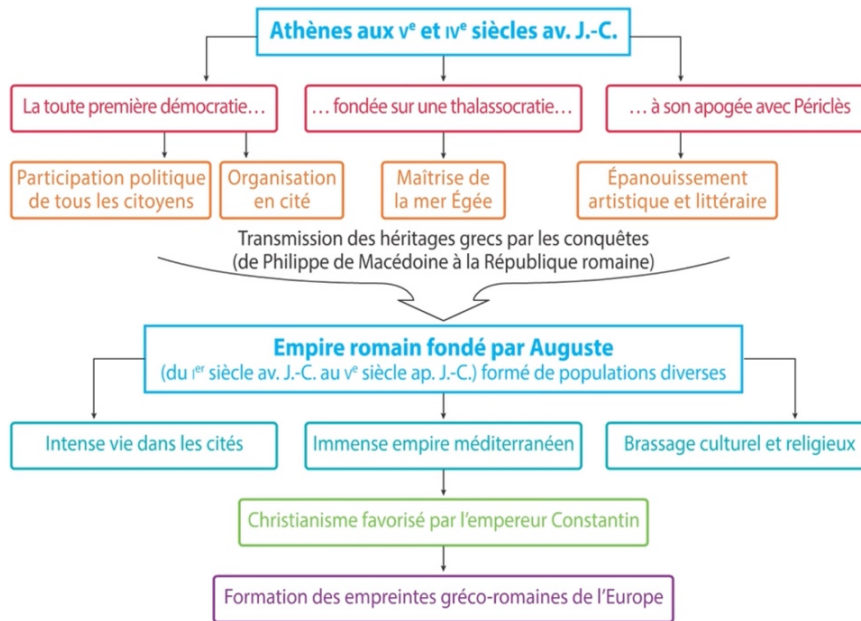 Athènes aux Vᵉ et IVᵉ siècles av. J.-C.
La toute première démocratie…
… fondée sur une thalassocratie…
… à son apogée avec Périclès
Participation politique
de tous les citoyens
Organisation
en cité
Maîtrise de
la mer Égée
Épanouissement
artistique et littéraire
Transmission des héritages grecs par les conquêtes
(de Philippe de Macédoine à la République romaine)
Empire romain fondé par Auguste
(du Iᵉʳ siècle av. J.-C. au Vᵉ siècle ap. J.-C.) formé de populations diverses
Intense vie dans les cités
Immense empire méditerranéen
Brassage culturel et religieux
Christianisme favorisé par l’empereur Constantin
Formation des empreintes gréco-romaines de l’Europe